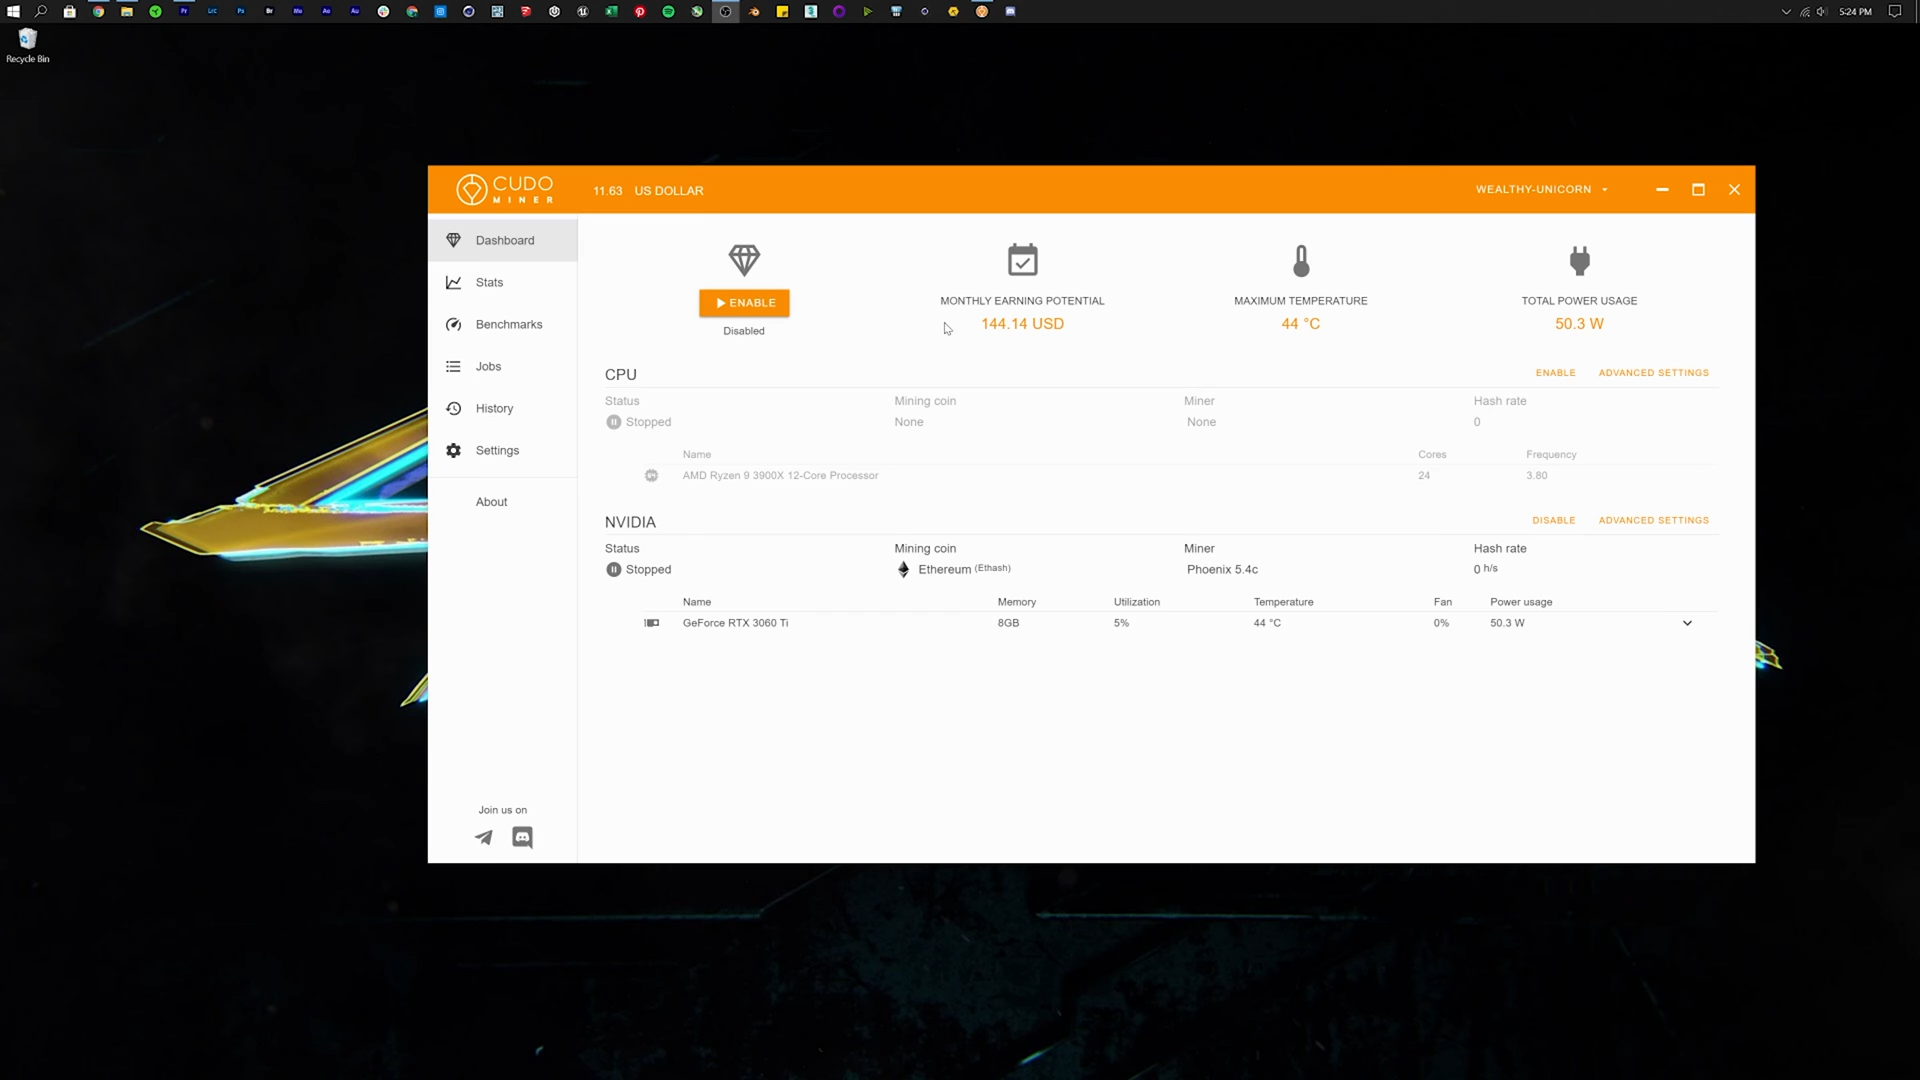 5:24 PM
Recycle Bin
CUDO
MINER
11.63 US DOLLAR
WEALTHY-UNICORN
Dashboard
Stats
Benchmarks
Jobs
History
Settings
About
Join us on
ENABLE
Disabled
MONTHLY EARNING POTENTIAL
144.14 USD
MAXIMUM TEMPERATURE
44 °C
TOTAL POWER USAGE
50.3 W
CPU ENABLE ADVANCED SETTINGS
Status Mining coin Miner Hash rate
Stopped None None 0
Name Cores Frequency
AMD Ryzen 9 3900X 12-Core Processor 24 3.80
NVIDIA DISABLE ADVANCED SETTINGS
Status Mining coin Miner Hash rate
Stopped Ethereum (Ethash) Phoenix 5.4c 0 h/s
Name Memory Utilization Temperature Fan Power usage
GeForce RTX 3060 Ti 8GB 5% 44 °C 0% 50.3 W